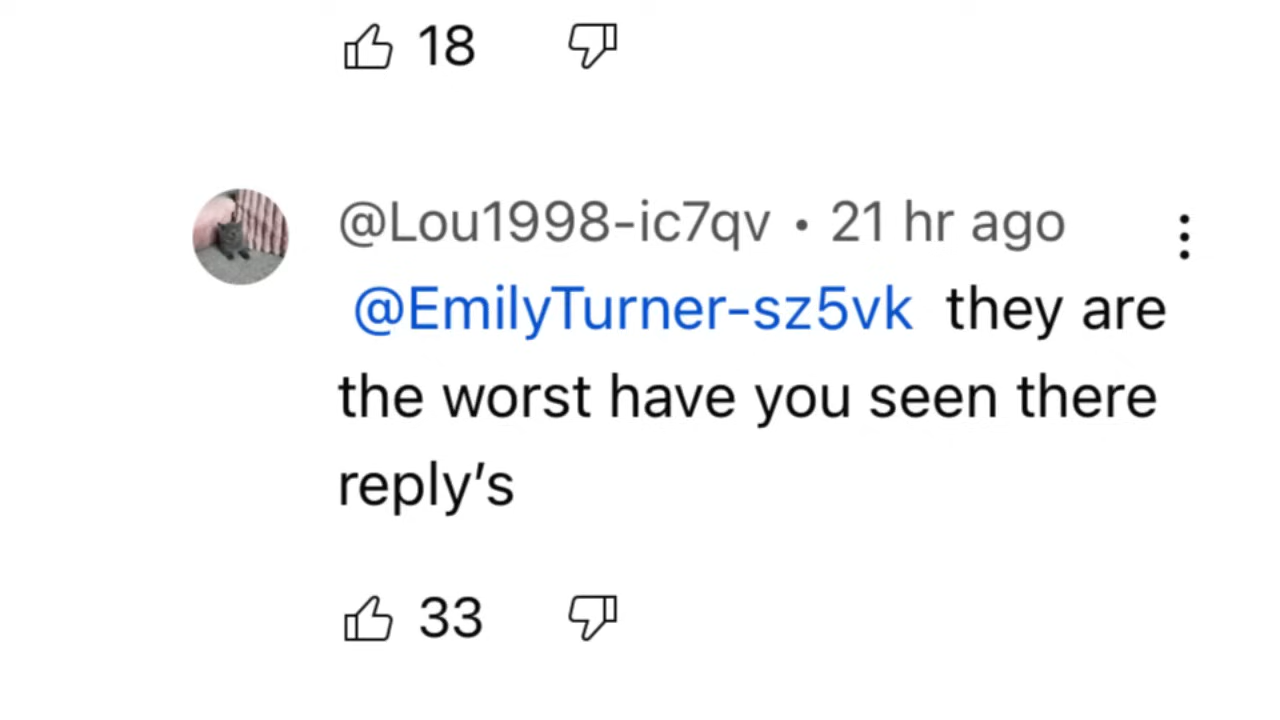 18
@Lou1998-ic7qv • 21 hr ago
@EmilyTurner-sz5vk they are
the worst have you seen there
reply’s
33